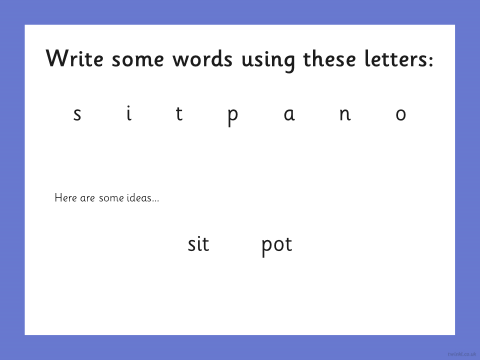 Write some words using these letters:
s i t p a n o
Here are some ideas...
sit pot